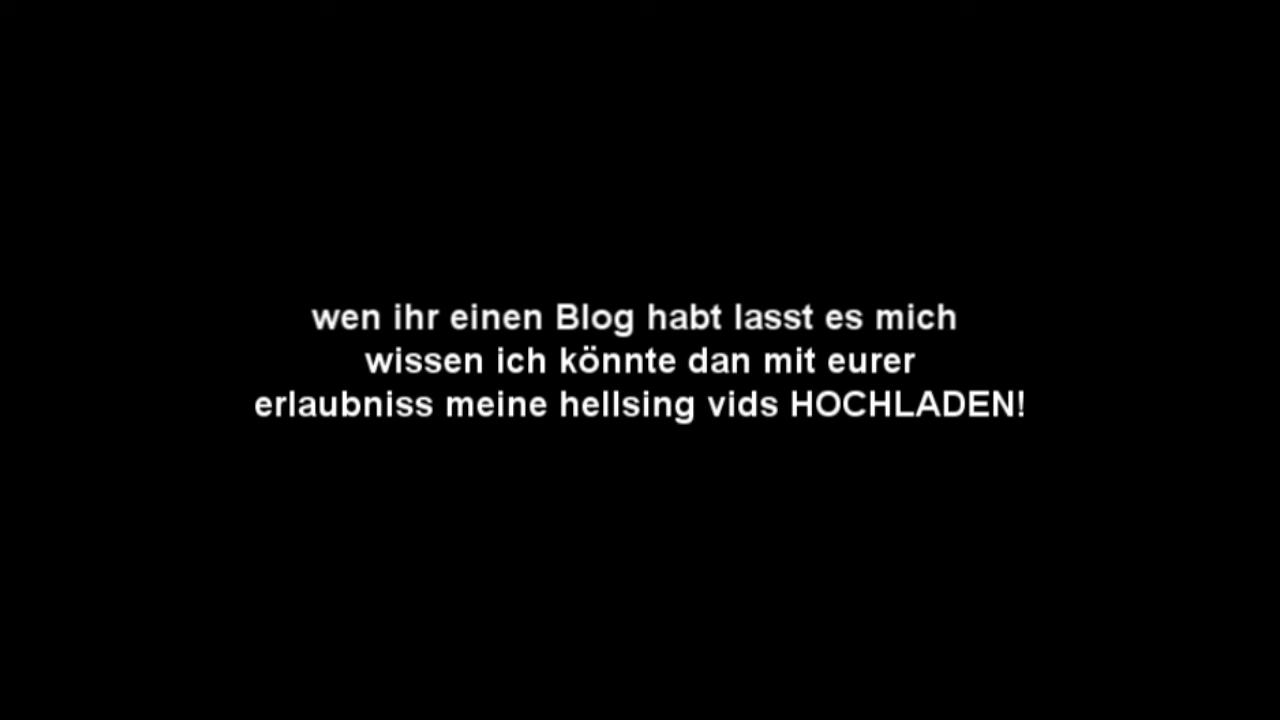 wen ihr einen Blog habt lasst es mich
wissen ich könnte dan mit eurer
erlaubniss meine hellsing vids HOCHLADEN!